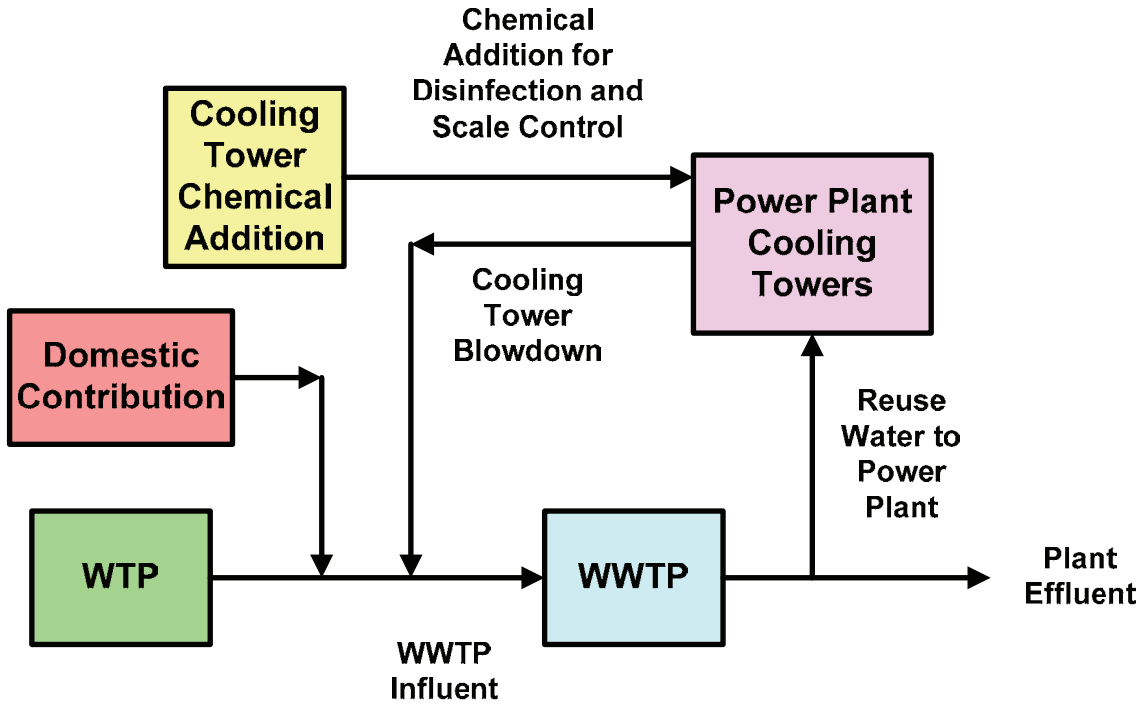 Chemical
Addition for
Disinfection and
Scale Control
Cooling
Tower
Chemical
Addition
Power Plant
Cooling
Towers
Cooling
Tower
Blowdown
Domestic
Contribution
Reuse
Water to
Power
Plant
WTP
WWTP
Plant
Effluent
WWTP
Influent